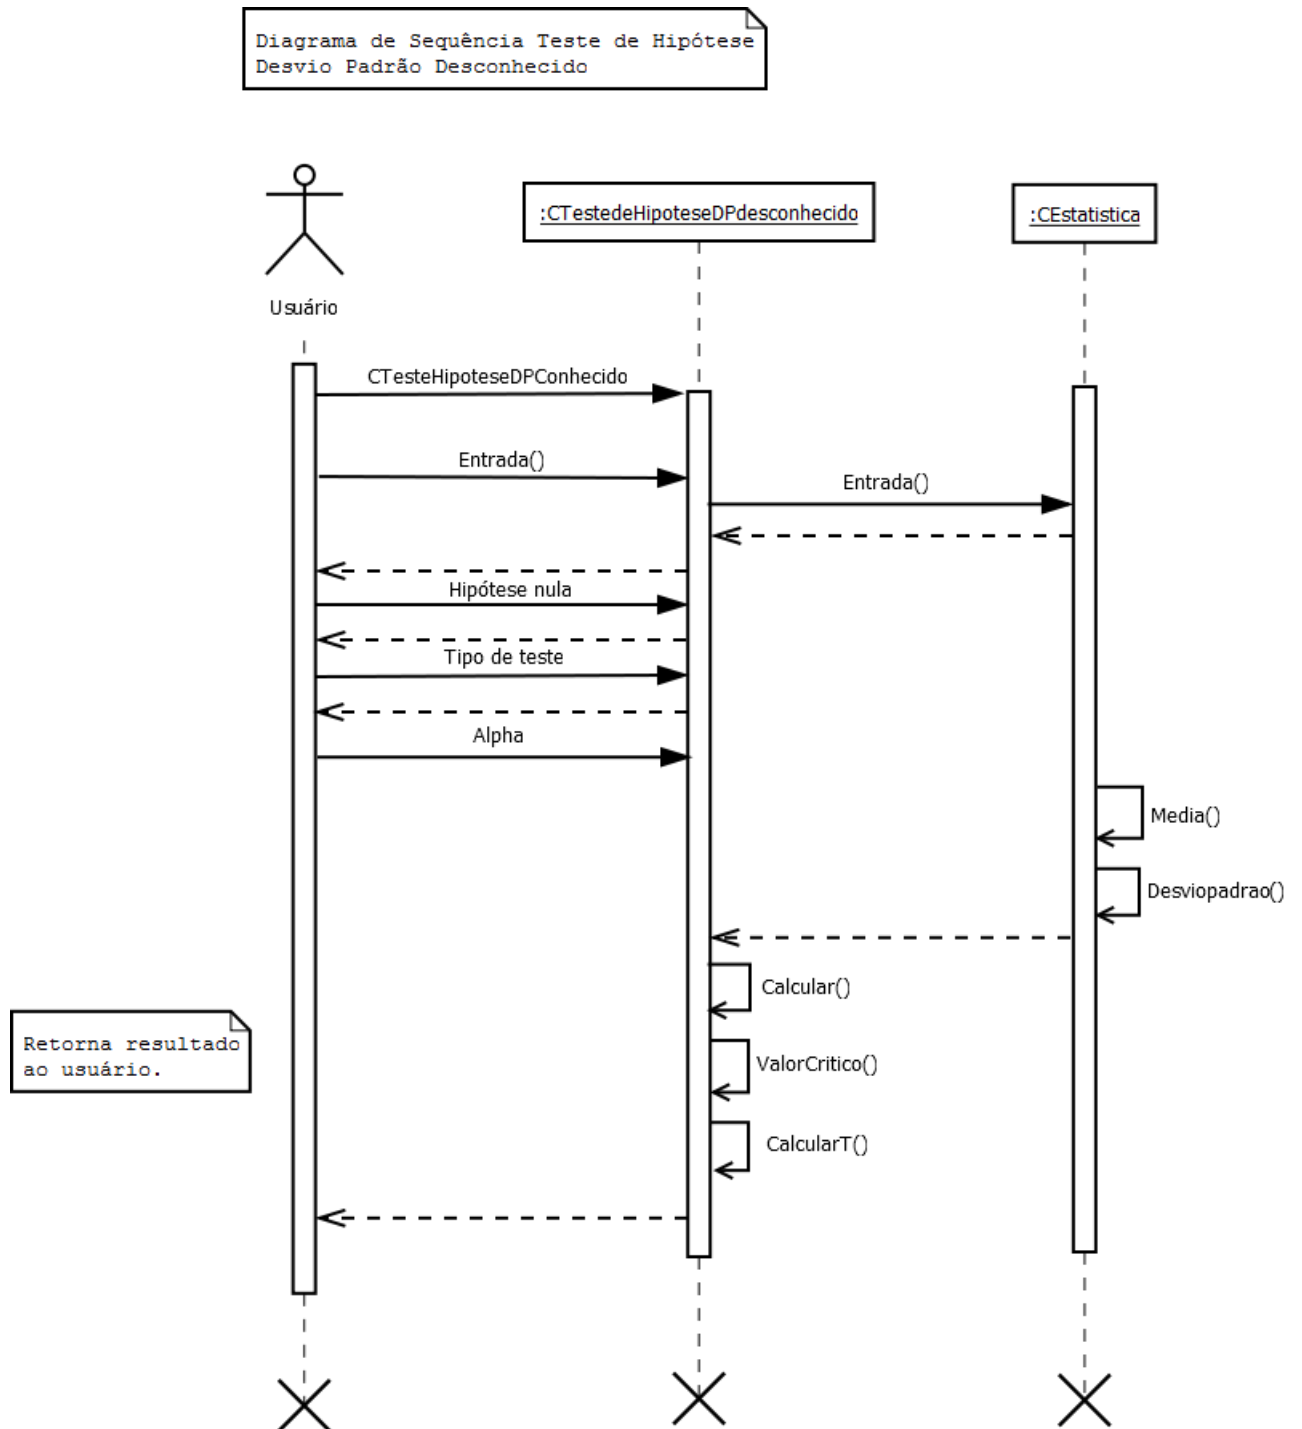 Diagrama de Sequência Teste de Hipótese
Desvio Padrão Desconhecido
:CTestedeHipoteseDPdesconhecido
:CEstatistica
Usuário
CTesteHipoteseDPConhecido
Entrada()
Entrada()
Hipótese nula
Tipo de teste
Alpha
Media()
Desviopadrao()
Calcular()
Retorna resultado
ao usuário.
ValorCritico()
CalcularT()